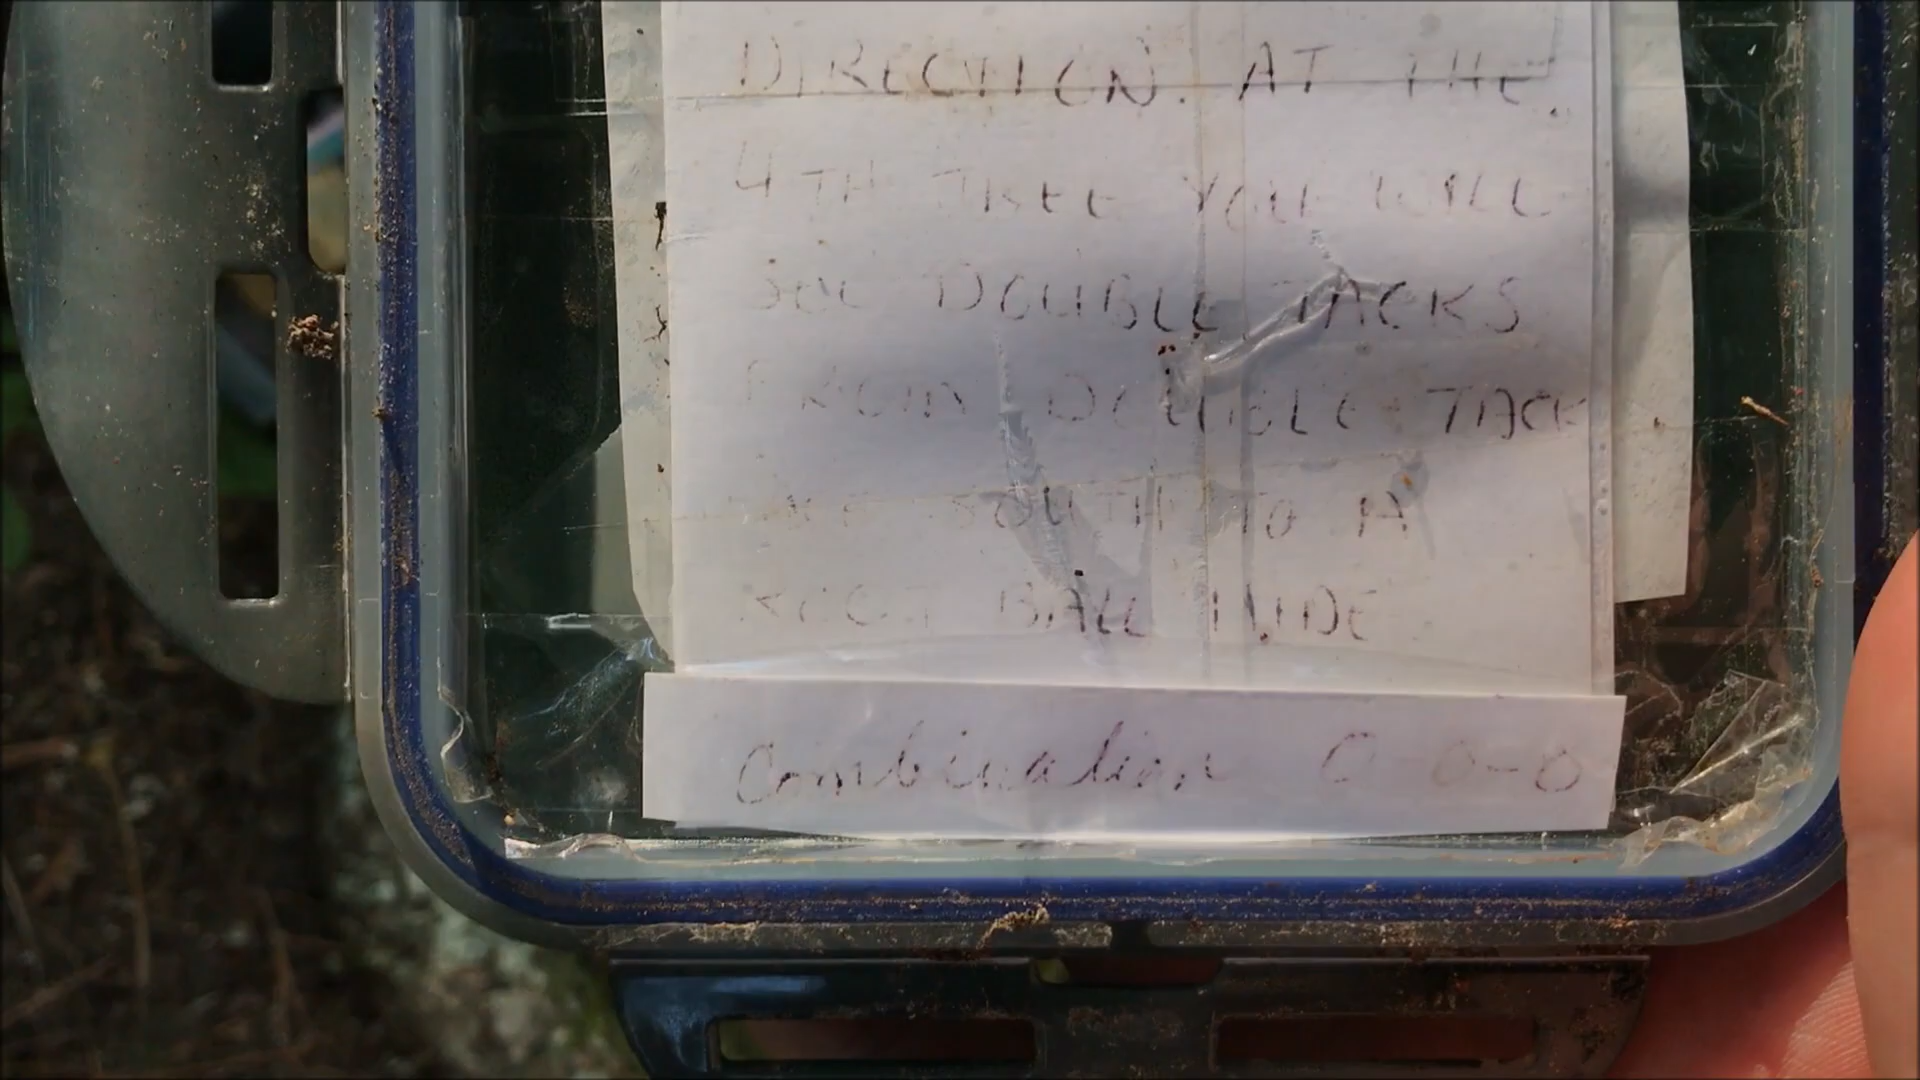 DIRECTION. AT THE
4TH TREE YOU WILL
SEE DOUBLE TACKS
FROM DOUBLE TACK
SOUTH TO A
ROOT BALL HIDE
Combination 0-0-0